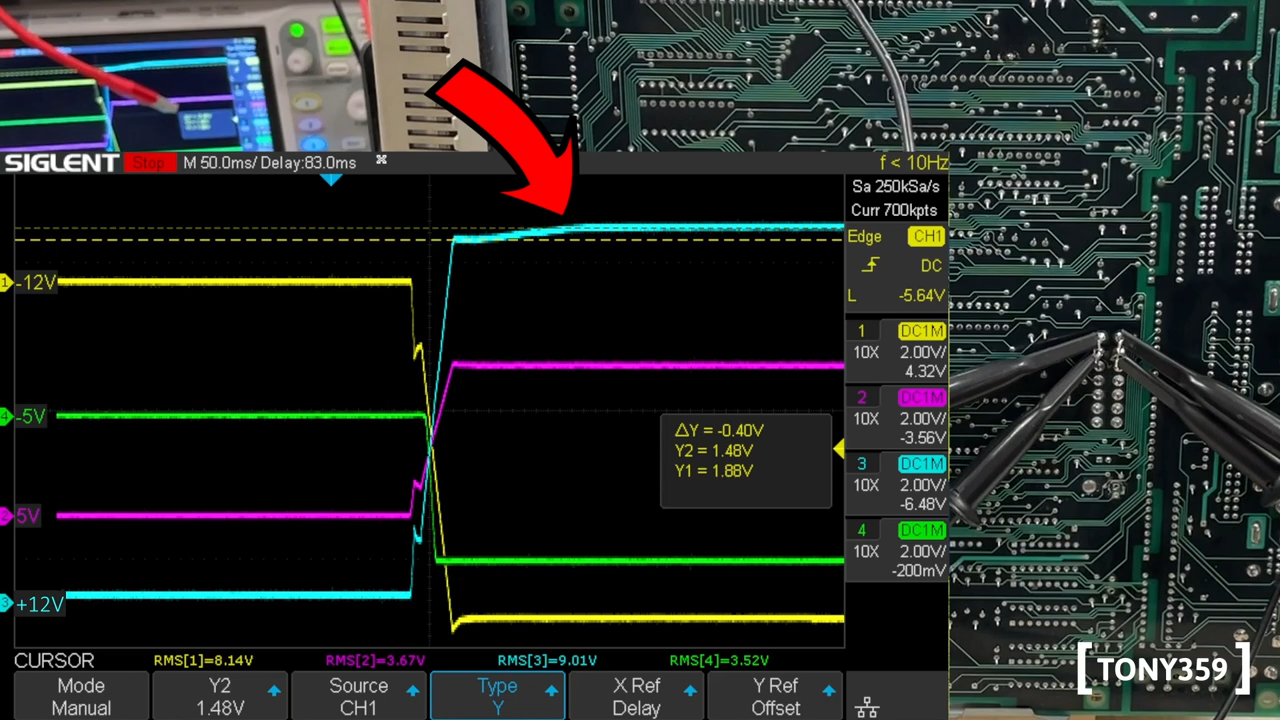 SIGLENT Stop M 50.0ms/ Delay:83.0ms f < 10Hz
Sa 250kSa/s
Curr 700kpts
Edge CH1
DC
L -5.64V
1 DC1M
10X 2.00V/
4.32V
2 DC1M
10X 2.00V/
-3.56V
3 DC1M
10X 2.00V/
-6.48V
4 DC1M
10X 2.00V/
-200mV
1 -12V
4 -5V
2 5V
3 +12V
ΔY = -0.40V
Y2 = 1.48V
Y1 = 1.88V
CURSOR RMS[1]=8.14V RMS[2]=3.67V RMS[3]=9.01V RMS[4]=3.52V
Mode
Manual
Y2
1.48V
Source
CH1
Type
Y
X Ref
Delay
Y Ref
Offset
[TONY359]